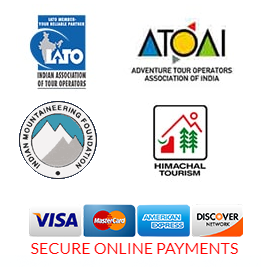 IATO MEMBER-
YOUR RELIABLE PARTNER
IATO
INDIAN ASSOCIATION
OF TOUR OPERATORS
ATOAI
ADVENTURE TOUR OPERATORS
ASSOCIATION OF INDIA
INDIAN MOUNTAINEERING FOUNDATION
HIMACHAL
TOURISM
VISA
MasterCard
AMERICAN
EXPRESS
DISCOVER
NETWORK
SECURE ONLINE PAYMENTS